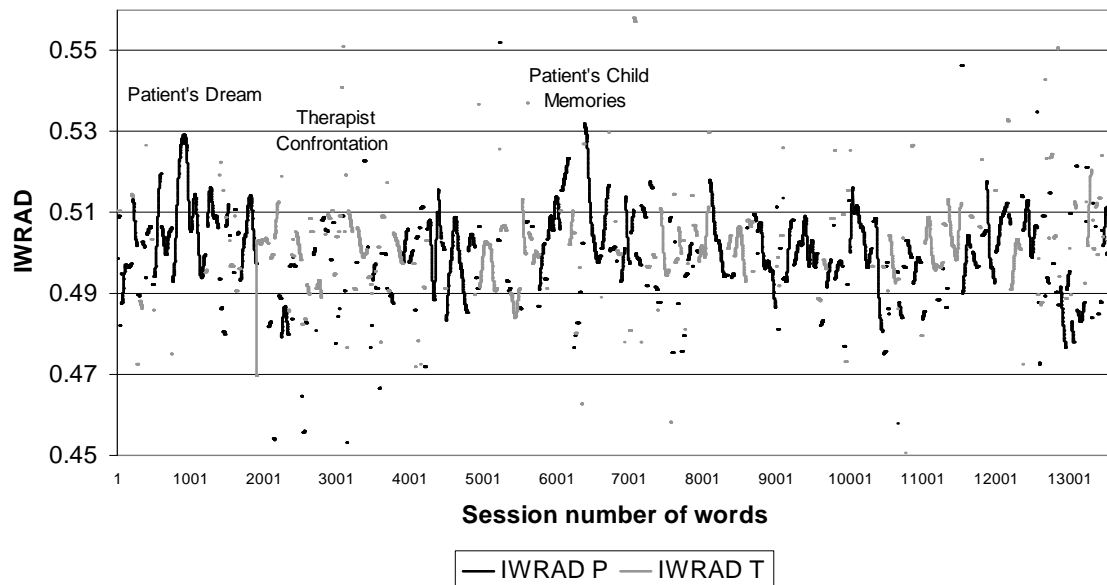 0.55
0.53
0.51
0.49
0.47
0.45
IWRAD
Patient's Dream
Therapist
Confrontation
Patient's Child
Memories
1 1001 2001 3001 4001 5001 6001 7001 8001 9001 10001 11001 12001 13001
Session number of words
IWRAD P IWRAD T